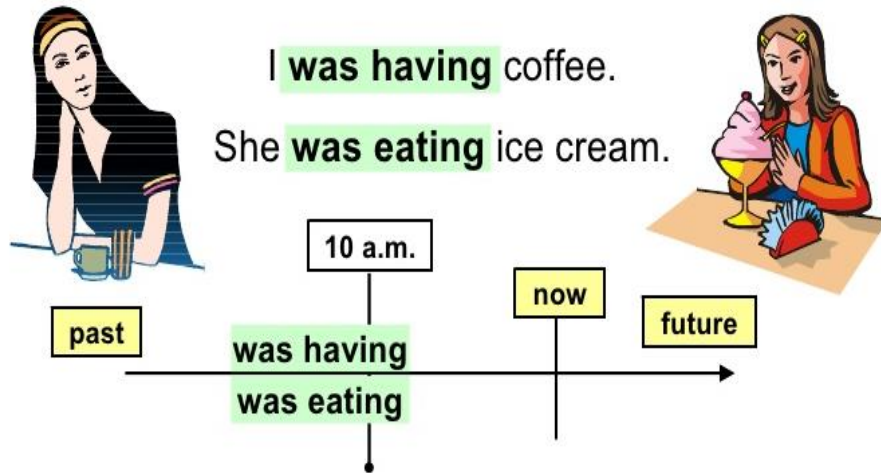 I was having coffee.
She was eating ice cream.
10 a.m.
now
past
future
was having
was eating